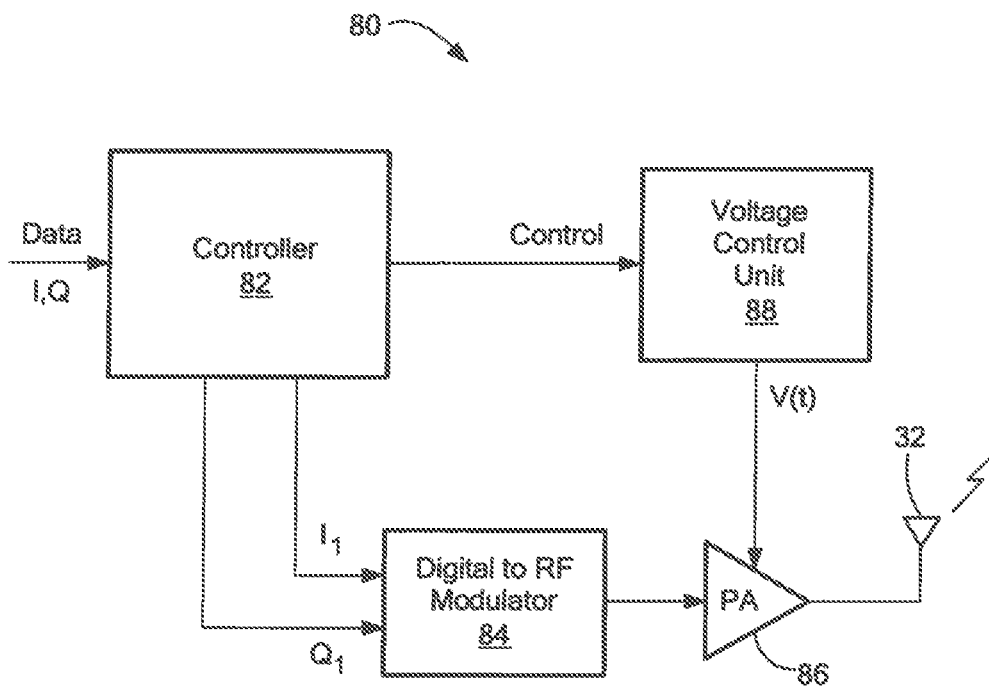 80
Data
I,Q
Controller
82
Control
Voltage
Control
Unit
88
V(t)
32
I₁
Q₁
Digital to RF
Modulator
84
PA
86